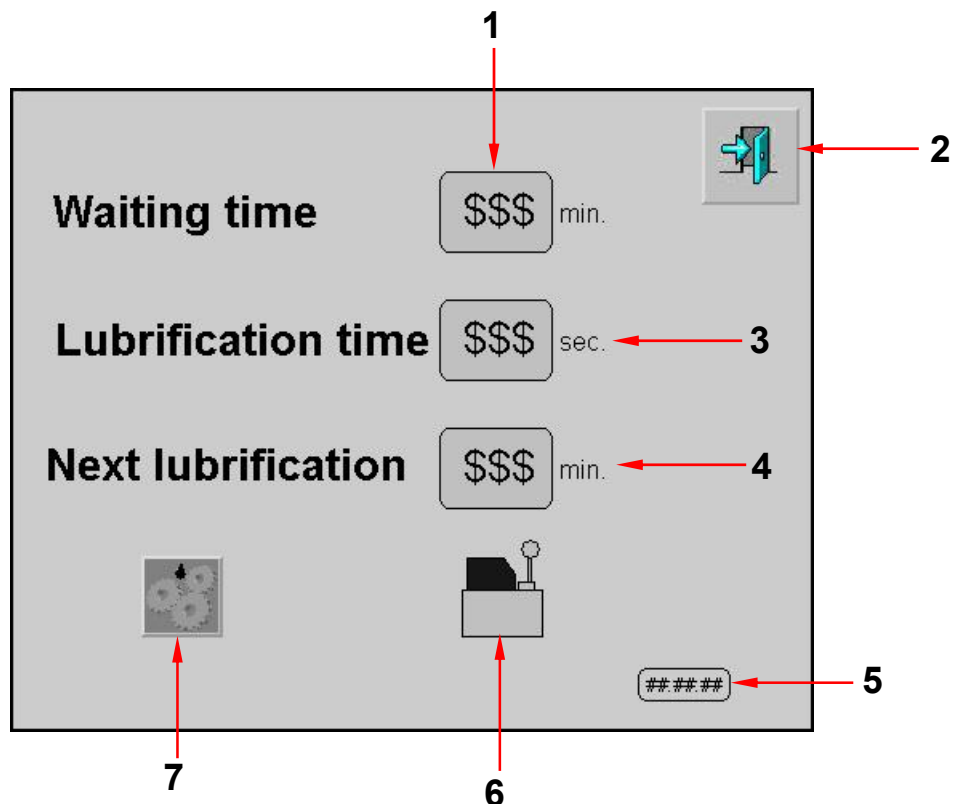 1
2
Waiting time $$$ min.
Lubrification time $$$ sec. 3
Next lubrification $$$ min. 4
##:##:## 5
7
6